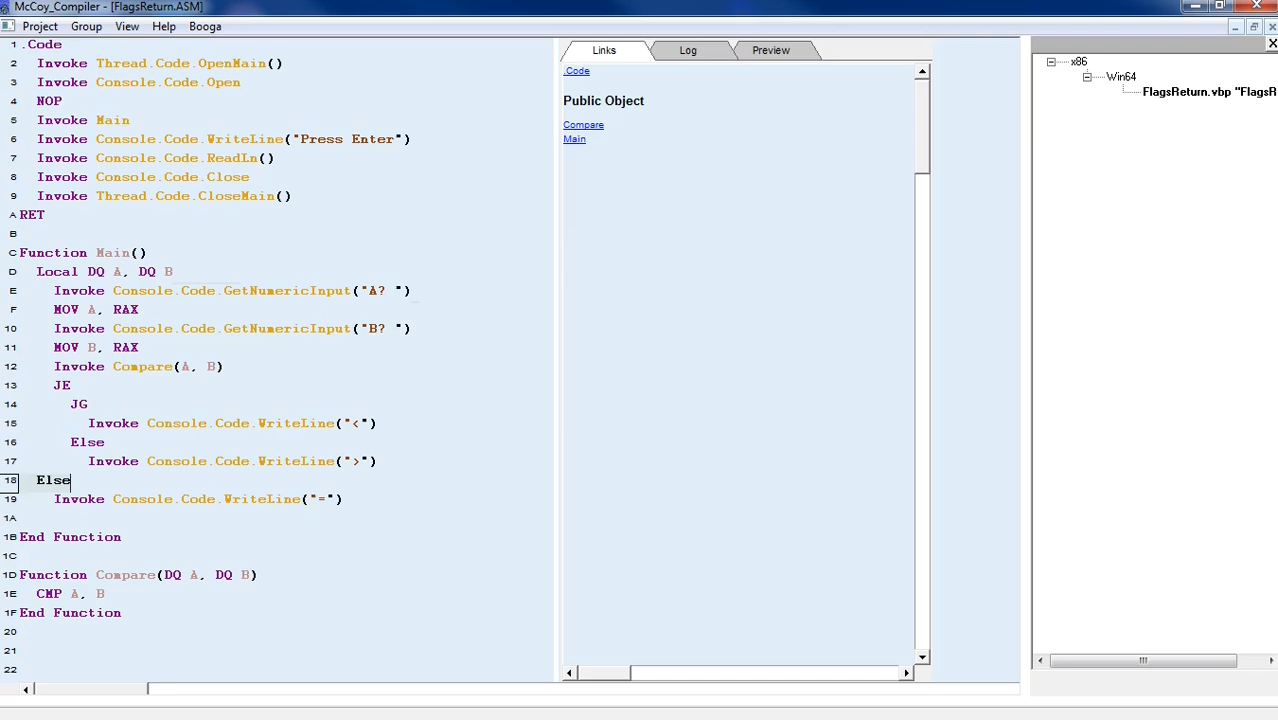 McCoy_Compiler - [FlagsReturn.ASM]
Project Group View Help Booga
1 .Code
2 Invoke Thread.Code.OpenMain()
3 Invoke Console.Code.Open
4 NOP
5 Invoke Main
6 Invoke Console.Code.WriteLine("Press Enter")
7 Invoke Console.Code.ReadLn()
8 Invoke Console.Code.Close
9 Invoke Thread.Code.CloseMain()
A RET
B
C Function Main()
D Local DQ A, DQ B
E Invoke Console.Code.GetNumericInput("A? ")
F MOV A, RAX
10 Invoke Console.Code.GetNumericInput("B? ")
11 MOV B, RAX
12 Invoke Compare(A, B)
13 JE
14 JG
15 Invoke Console.Code.WriteLine("<")
16 Else
17 Invoke Console.Code.WriteLine(">")
18 Else
19 Invoke Console.Code.WriteLine("=")
1A
1B End Function
1C
1D Function Compare(DQ A, DQ B)
1E CMP A, B
1F End Function
20
21
22
Links Log Preview
.Code
Public Object
Compare
Main
x86
Win64
FlagsReturn.vbp "FlagsR